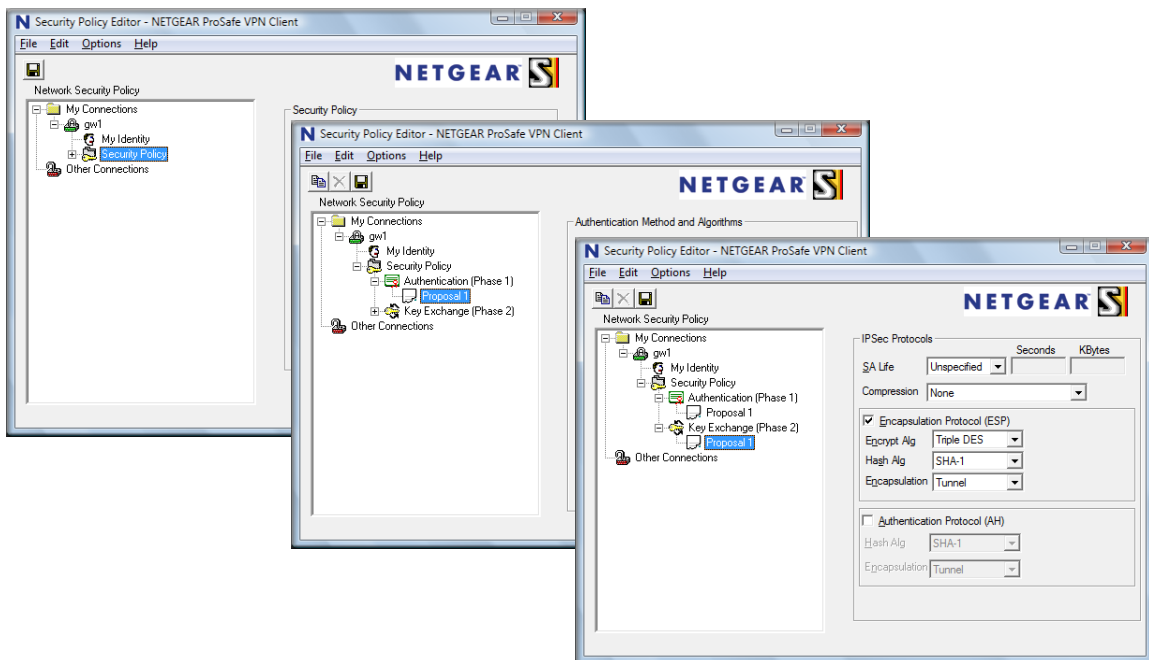 Security Policy Editor - NETGEAR ProSafe VPN Client
File Edit Options Help
NETGEAR
Network Security Policy
My Connections
gw1
My Identity
Security Policy
Other Connections
Security Policy
Security Policy Editor - NETGEAR ProSafe VPN Client
File Edit Options Help
NETGEAR
Network Security Policy
My Connections
gw1
My Identity
Security Policy
Authentication (Phase 1)
Proposal 1
Key Exchange (Phase 2)
Other Connections
Authentication Method and Algorithms
Security Policy Editor - NETGEAR ProSafe VPN Client
File Edit Options Help
NETGEAR
Network Security Policy
My Connections
gw1
My Identity
Security Policy
Authentication (Phase 1)
Proposal 1
Key Exchange (Phase 2)
Proposal 1
Other Connections
IPSec Protocols
Seconds KBytes
SA Life Unspecified
Compression None
Encapsulation Protocol (ESP)
Encrypt Alg Triple DES
Hash Alg SHA-1
Encapsulation Tunnel
Authentication Protocol (AH)
Hash Alg SHA-1
Encapsulation Tunnel